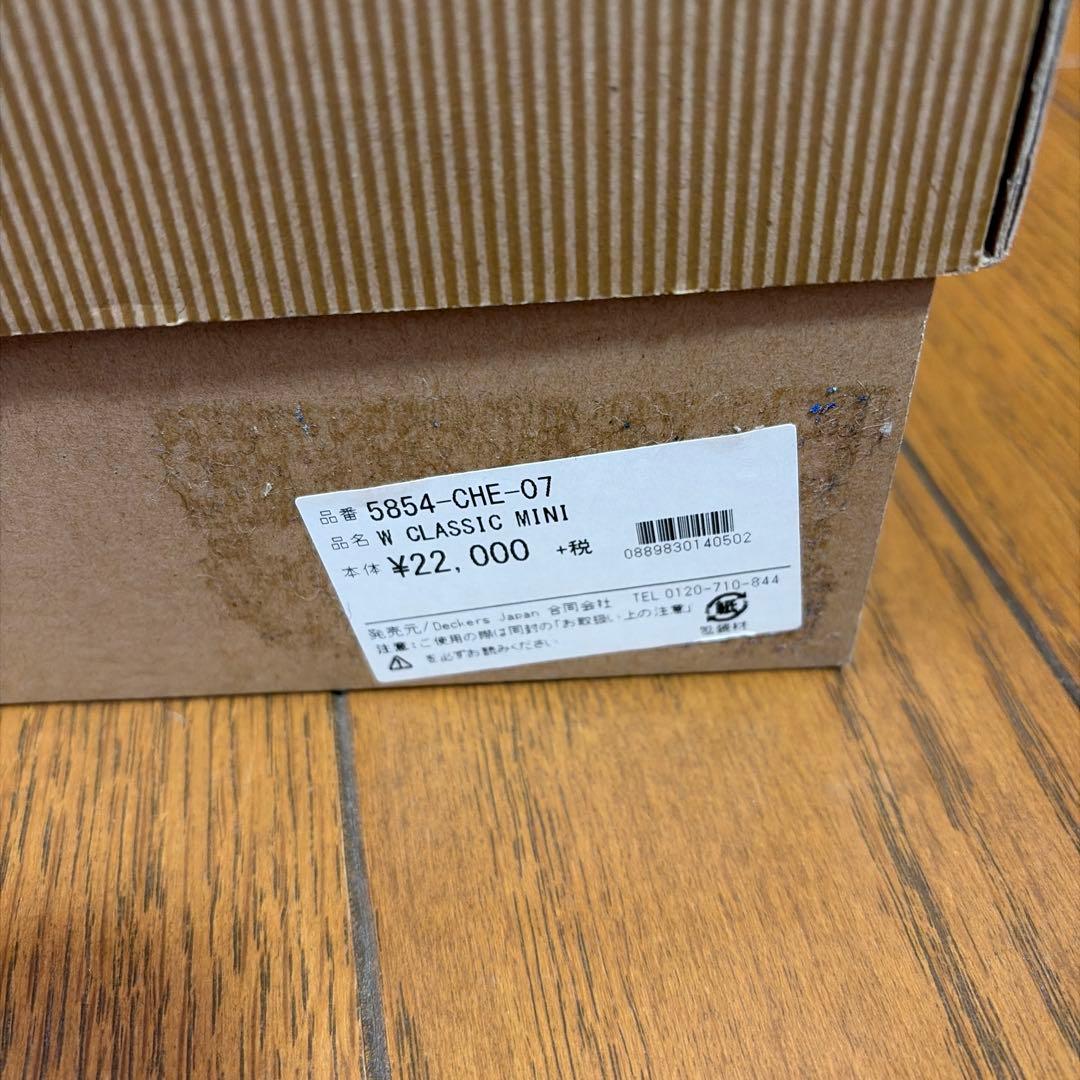 品番 5854-CHE-07
品名 W CLASSIC MINI
本体 ¥22,000 +税
0889830140502
発売元/Deckers Japan 合同会社 TEL 0120-710-844
注意:ご使用の際は同封の「お取扱い上の注意」
を必ずお読みください
紙
包装材